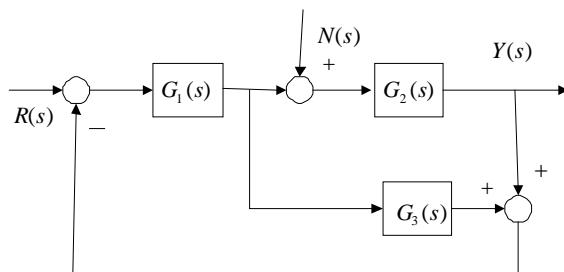 N(s)
Y(s)
+
G₁(s)
G₂(s)
R(s)
—
+
+
G₃(s)